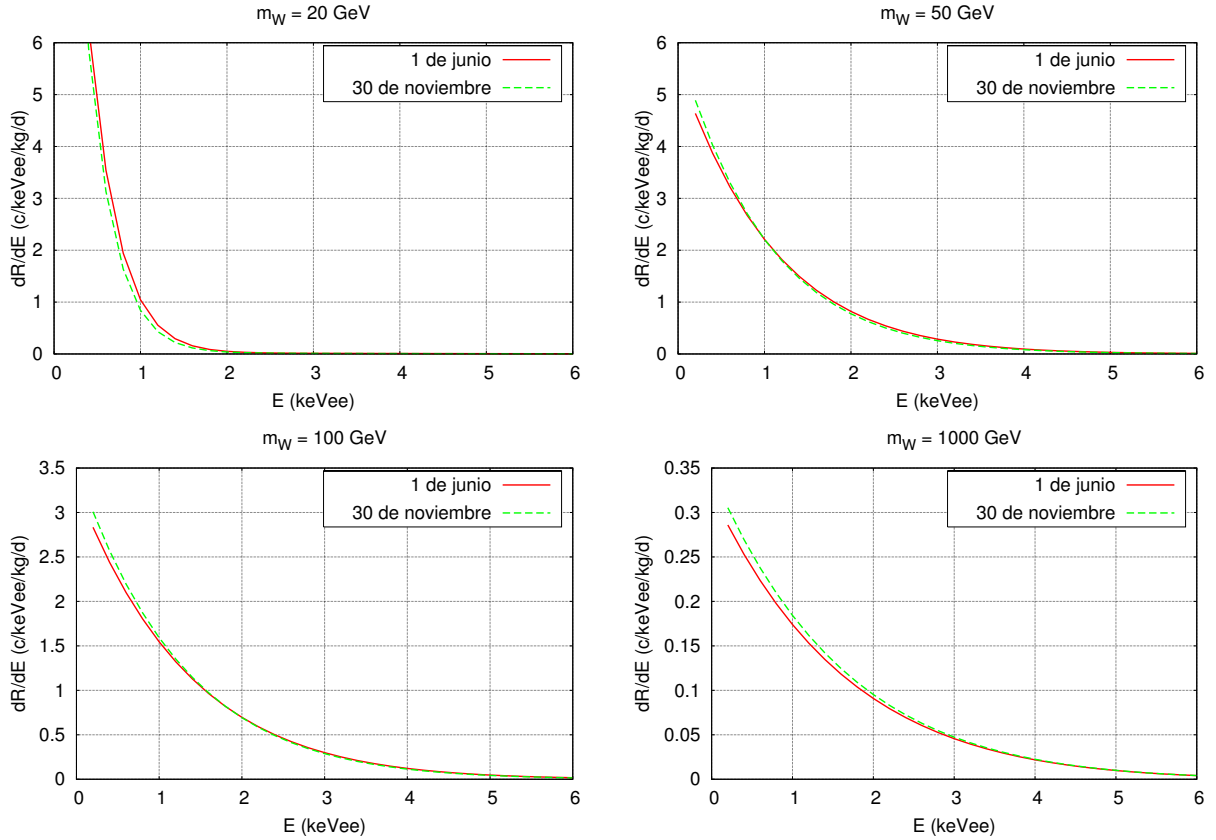 m_W = 20 GeV
dR/dE (c/keVee/kg/d)
6
5
4
3
2
1
0
1 de junio
30 de noviembre
0 1 2 3 4 5 6
E (keVee)
m_W = 50 GeV
dR/dE (c/keVee/kg/d)
6
5
4
3
2
1
0
1 de junio
30 de noviembre
0 1 2 3 4 5 6
E (keVee)
m_W = 100 GeV
dR/dE (c/keVee/kg/d)
3.5
3
2.5
2
1.5
1
0.5
0
1 de junio
30 de noviembre
0 1 2 3 4 5 6
E (keVee)
m_W = 1000 GeV
dR/dE (c/keVee/kg/d)
0.35
0.3
0.25
0.2
0.15
0.1
0.05
0
1 de junio
30 de noviembre
0 1 2 3 4 5 6
E (keVee)